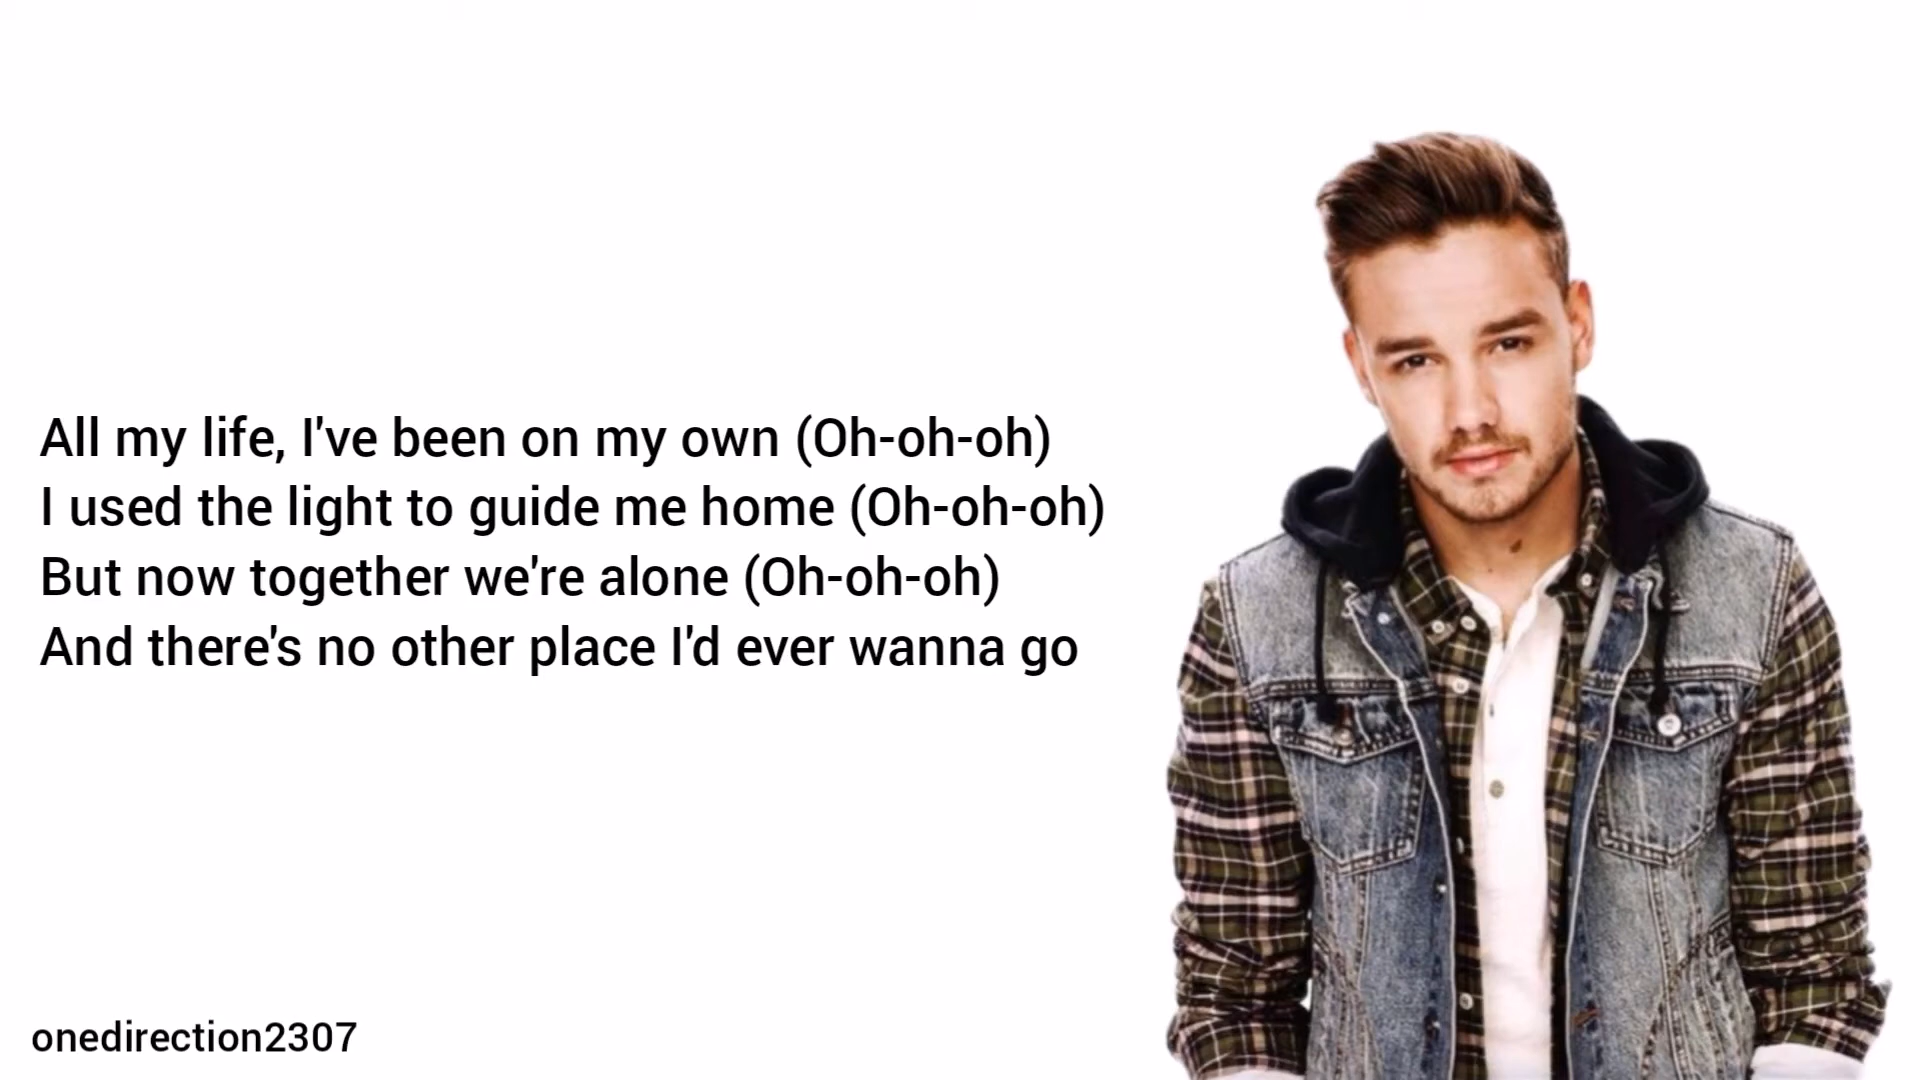 All my life, I've been on my own (Oh-oh-oh)
I used the light to guide me home (Oh-oh-oh)
But now together we're alone (Oh-oh-oh)
And there's no other place I'd ever wanna go
onedirection2307